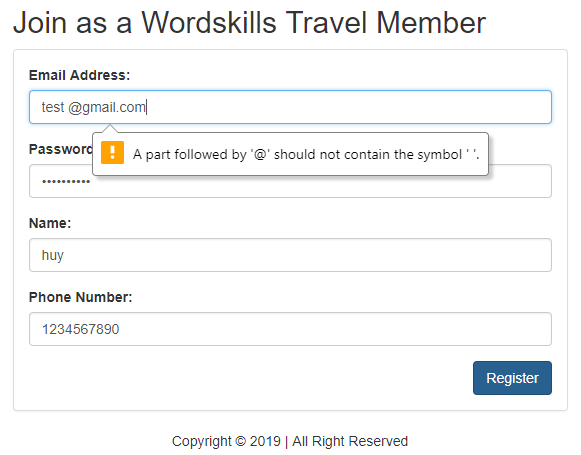 Join as a Wordskills Travel Member
Email Address:
test @gmail.com
Password
A part followed by '@' should not contain the symbol ' '.
••••••••••
Name:
huy
Phone Number:
1234567890
Register
Copyright © 2019 | All Right Reserved